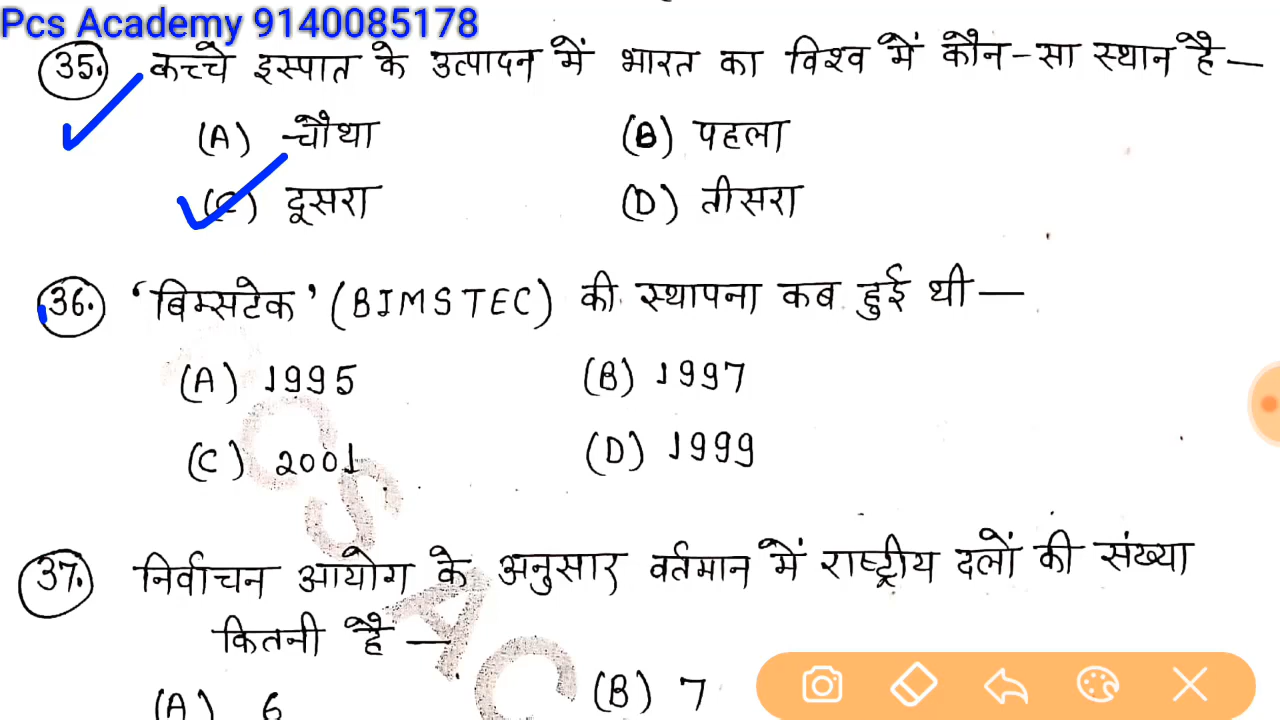 Pcs Academy 9140085178
35. कच्चे इस्पात के उत्पादन में भारत का विश्व में कौन-सा स्थान है—
(A) चौथा (B) पहला
(C) दूसरा (D) तीसरा
36. 'बिम्सटेक' (BIMSTEC) की स्थापना कब हुई थी—
(A) 1995 (B) 1997
(C) 2001 (D) 1999
37. निर्वाचन आयोग के अनुसार वर्तमान में राष्ट्रीय दलों की संख्या
कितनी है—
(A) 6 (B) 7